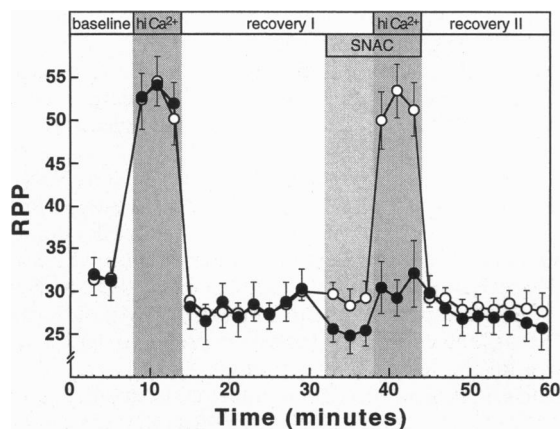 baseline hi Ca²⁺ recovery I hi Ca²⁺ recovery II
SNAC
55
50
45
40
35
30
25
RPP
0 10 20 30 40 50 60
Time (minutes)